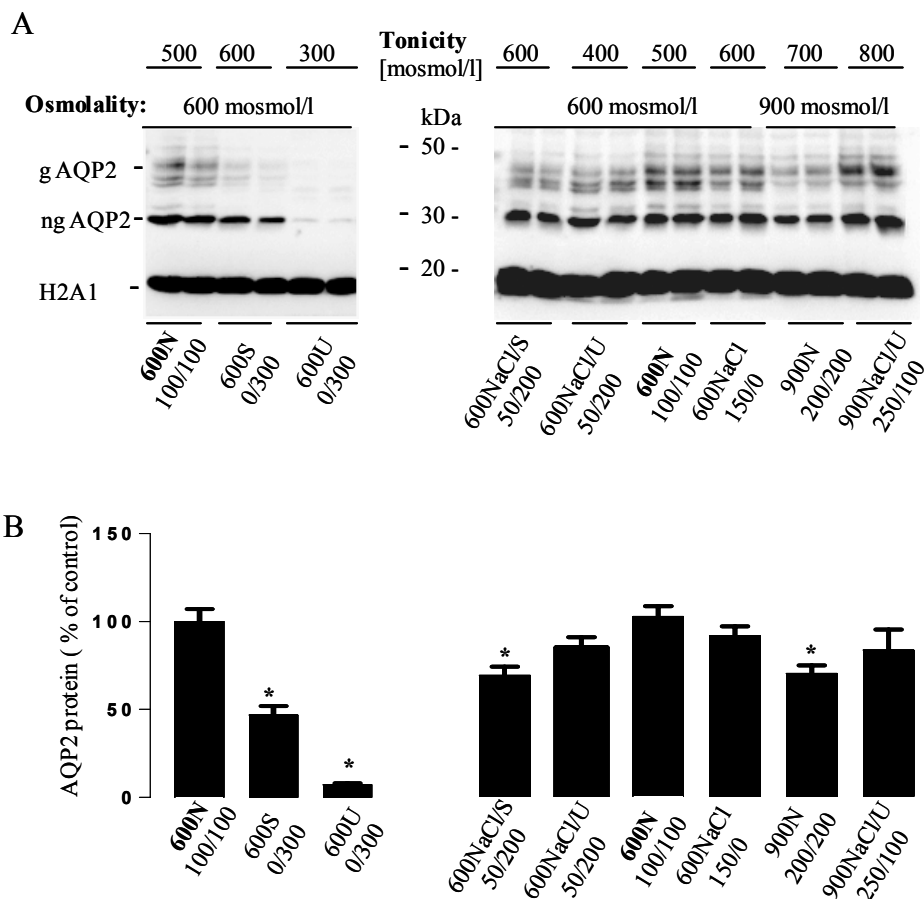 A
500 600 300
Tonicity
[mosmol/l]
600 400 500 600 700 800
Osmolality:
600 mosmol/l
600 mosmol/l
900 mosmol/l
kDa
- 50 -
g AQP2 -
ng AQP2 -
- 30 -
- 20 -
H2A1 -
600N
100/100
600S
0/300
600U
0/300
600NaCl/S
50/200
600NaCl/U
50/200
600N
100/100
600NaCl
150/0
900N
200/200
900NaCl/U
250/100
B
AQP2 protein ( % of control)
150
100
50
0
*
*
*
*
600N
100/100
600S
0/300
600U
0/300
600NaCl/S
50/200
600NaCl/U
50/200
600N
100/100
600NaCl
150/0
900N
200/200
900NaCl/U
250/100